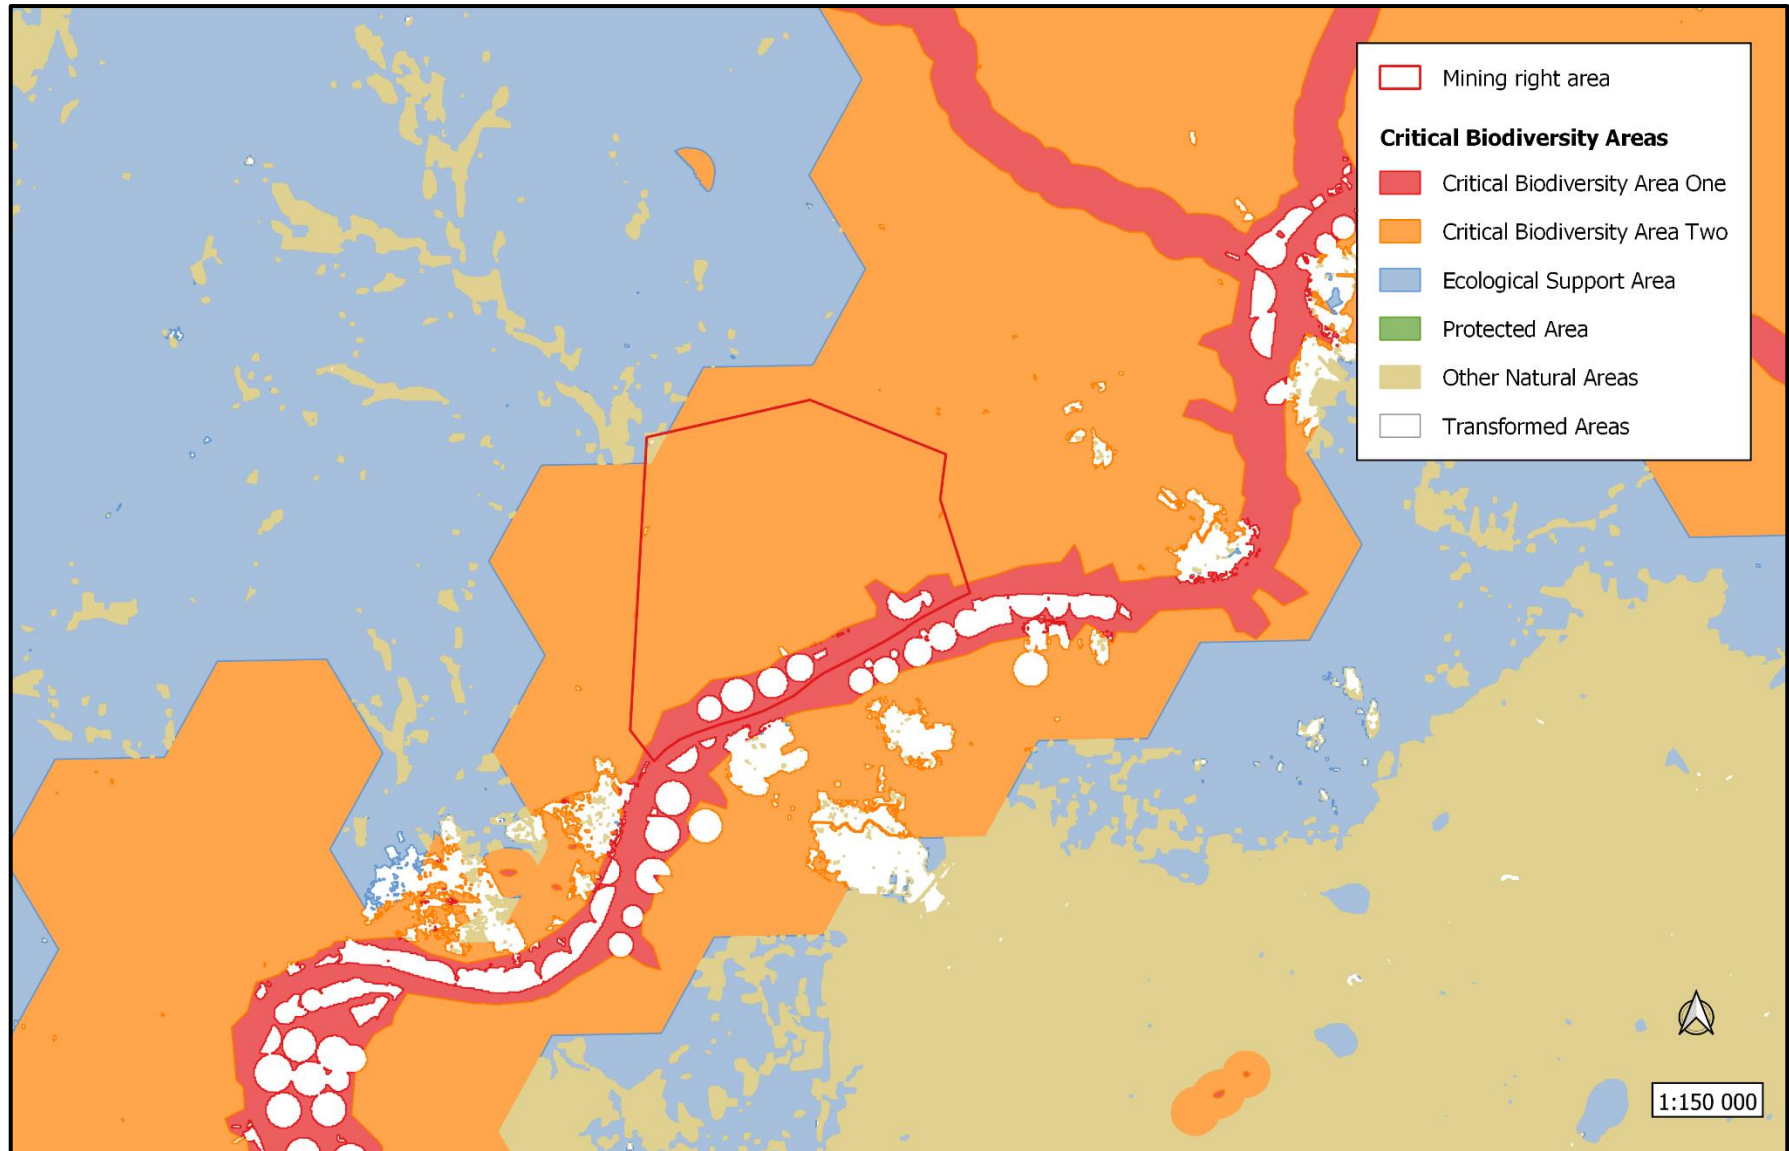 Mining right area
Critical Biodiversity Areas
Critical Biodiversity Area One
Critical Biodiversity Area Two
Ecological Support Area
Protected Area
Other Natural Areas
Transformed Areas
1:150 000